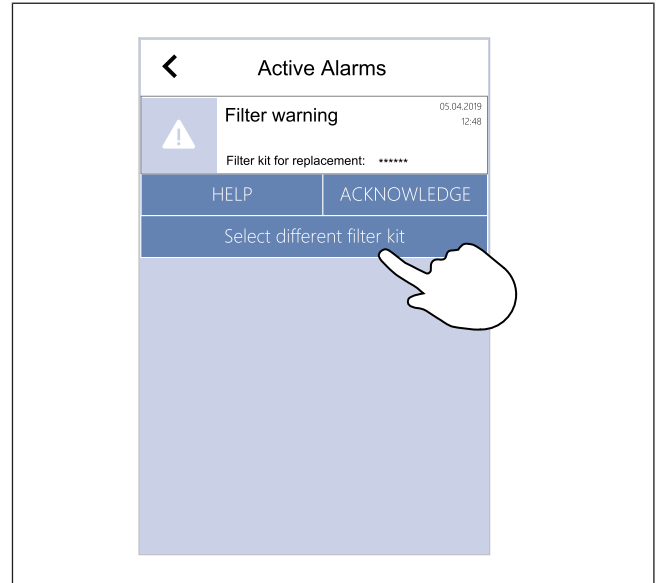 Active Alarms
Filter warning
05.04.2019
12:48
Filter kit for replacement: ******
HELP
ACKNOWLEDGE
Select different filter kit